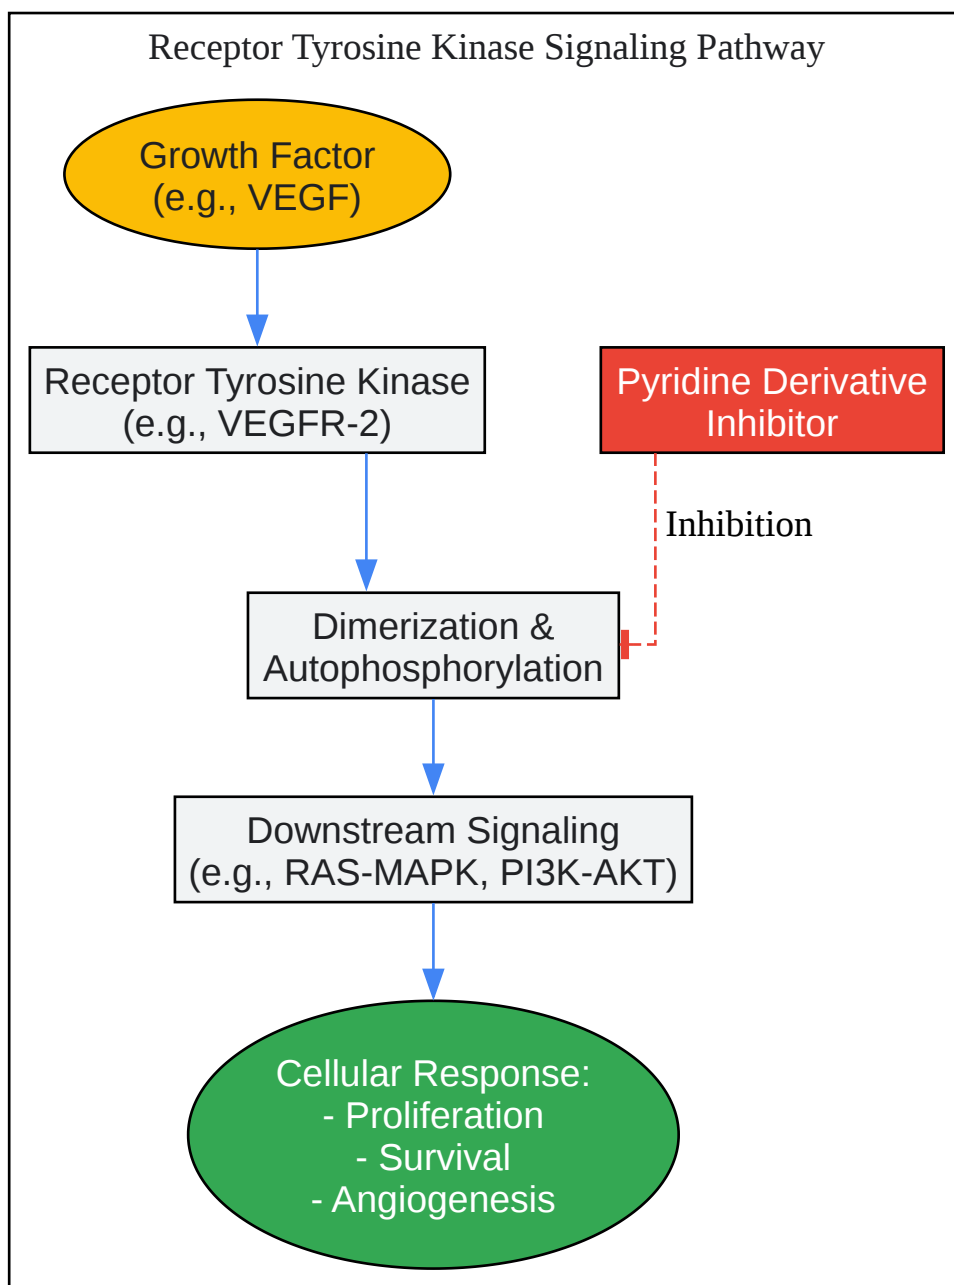 Receptor Tyrosine Kinase Signaling Pathway
Growth Factor
(e.g., VEGF)
Receptor Tyrosine Kinase
(e.g., VEGFR-2)
Pyridine Derivative
Inhibitor
Inhibition
Dimerization &
Autophosphorylation
Downstream Signaling
(e.g., RAS-MAPK, PI3K-AKT)
Cellular Response:
- Proliferation
- Survival
- Angiogenesis